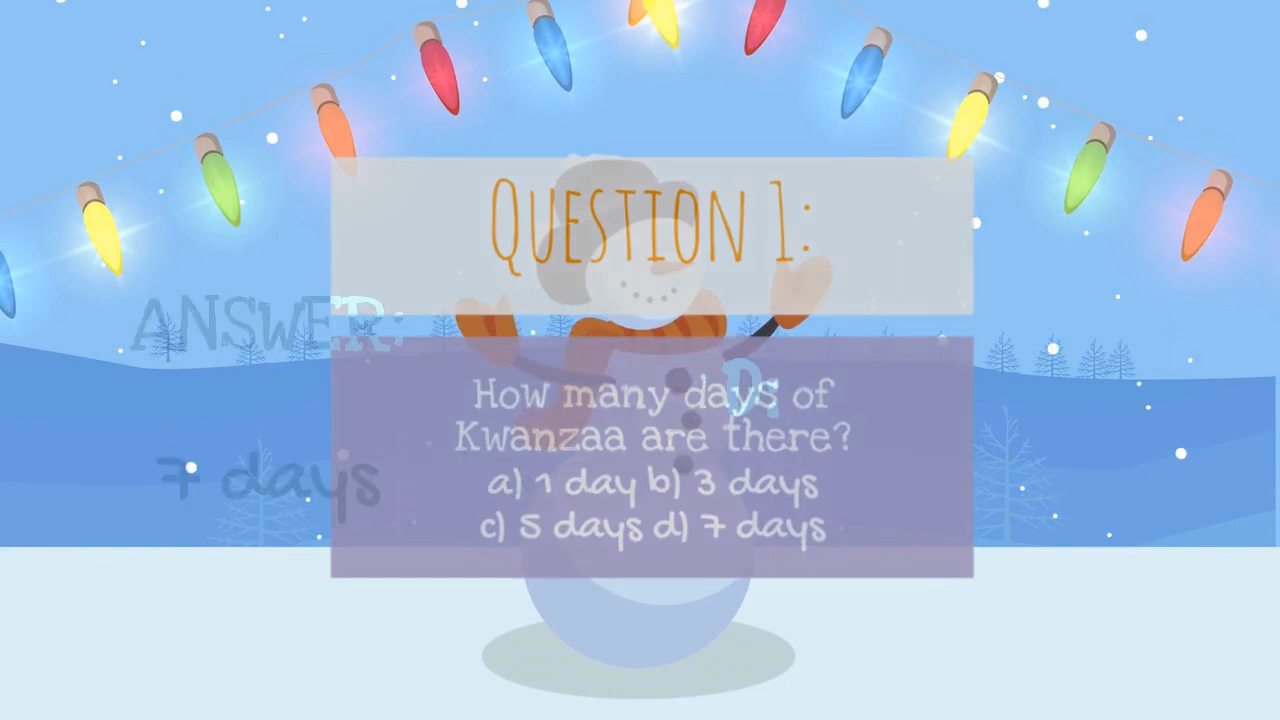 QUESTION 1:
ANSWER:
D.
How many days of
Kwanzaa are there?
a) 1 day b) 3 days
c) 5 days d) 7 days
7 days